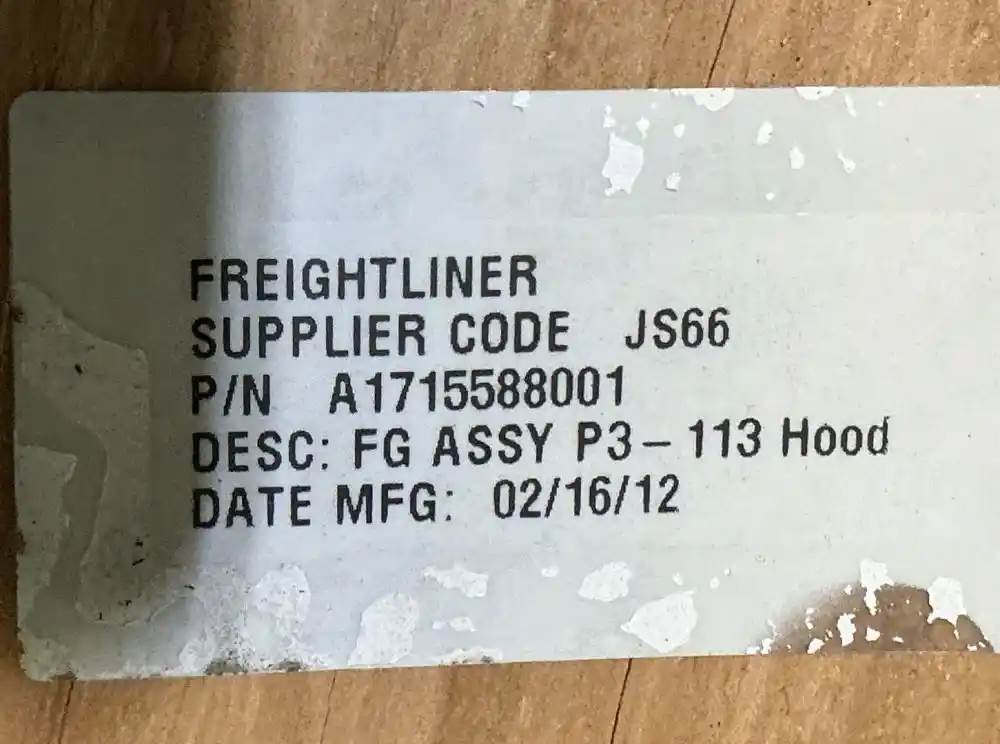 FREIGHTLINER
SUPPLIER CODE JS66
P/N A1715588001
DESC: FG ASSY P3-113 Hood
DATE MFG: 02/16/12